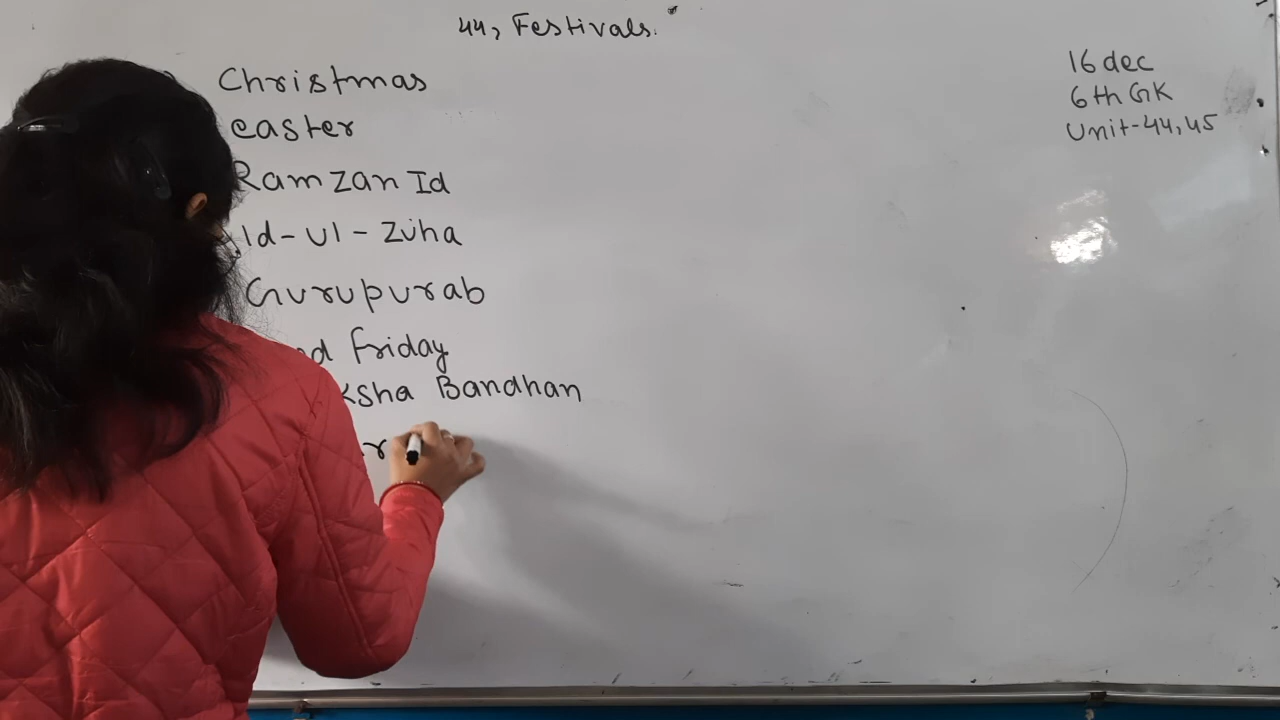 44, Festivals.
16 dec
6th GK
Unit-44,45
Christmas
easter
Ramzan Id
Id-ul-Zuha
Gurupurab
friday
Bandhan